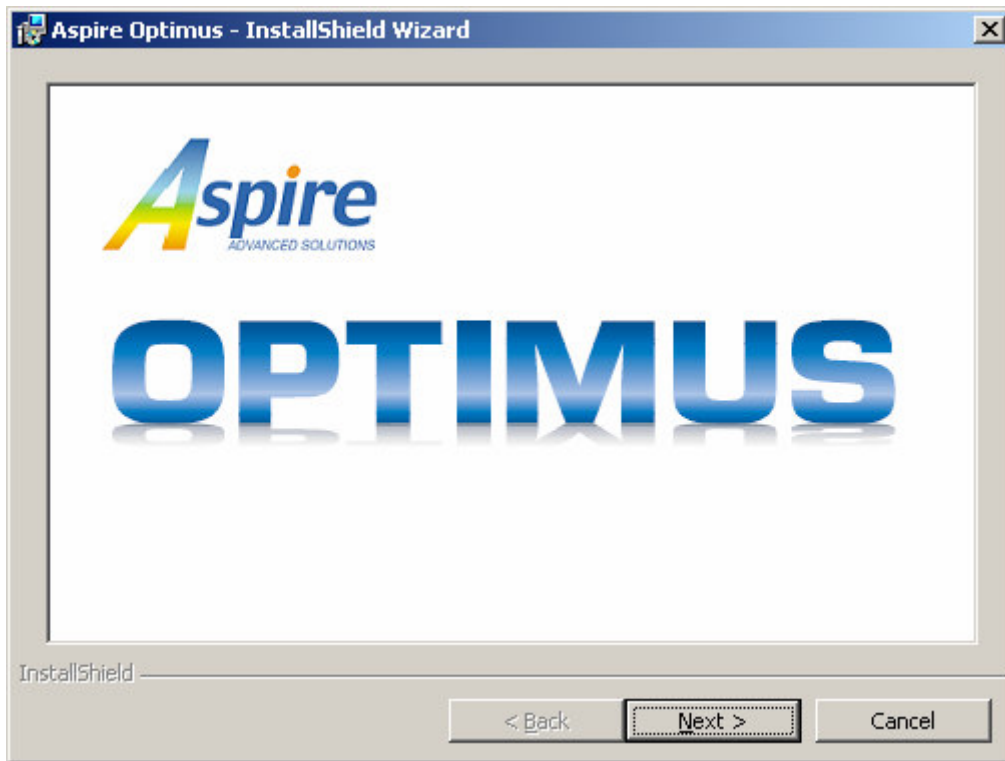 Aspire Optimus - InstallShield Wizard
Aspire
ADVANCED SOLUTIONS
OPTIMUS
InstallShield
< Back
Next >
Cancel